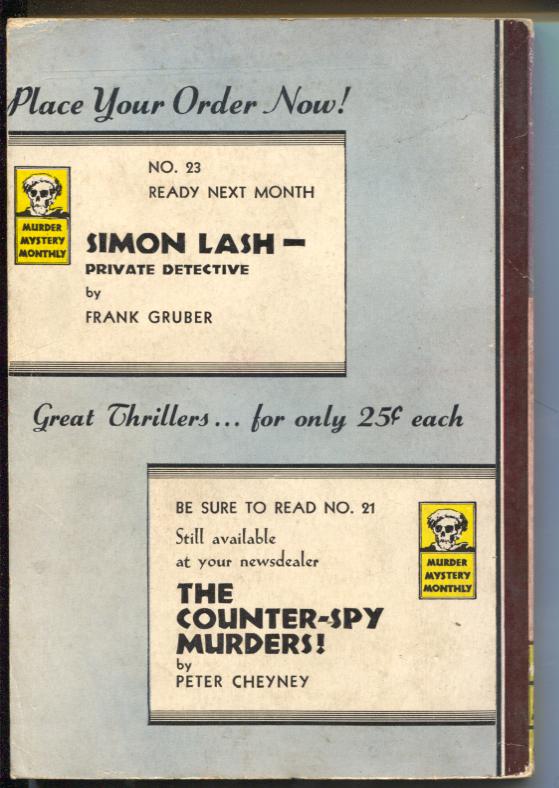 Place Your Order Now!
NO. 23
READY NEXT MONTH
MURDER
MYSTERY
MONTHLY
SIMON LASH —
PRIVATE DETECTIVE
by
FRANK GRUBER
Great Thrillers... for only 25¢ each
BE SURE TO READ NO. 21
Still available
at your newsdealer
THE
COUNTER-SPY
MURDERS!
by
PETER CHEYNEY
MURDER
MYSTERY
MONTHLY